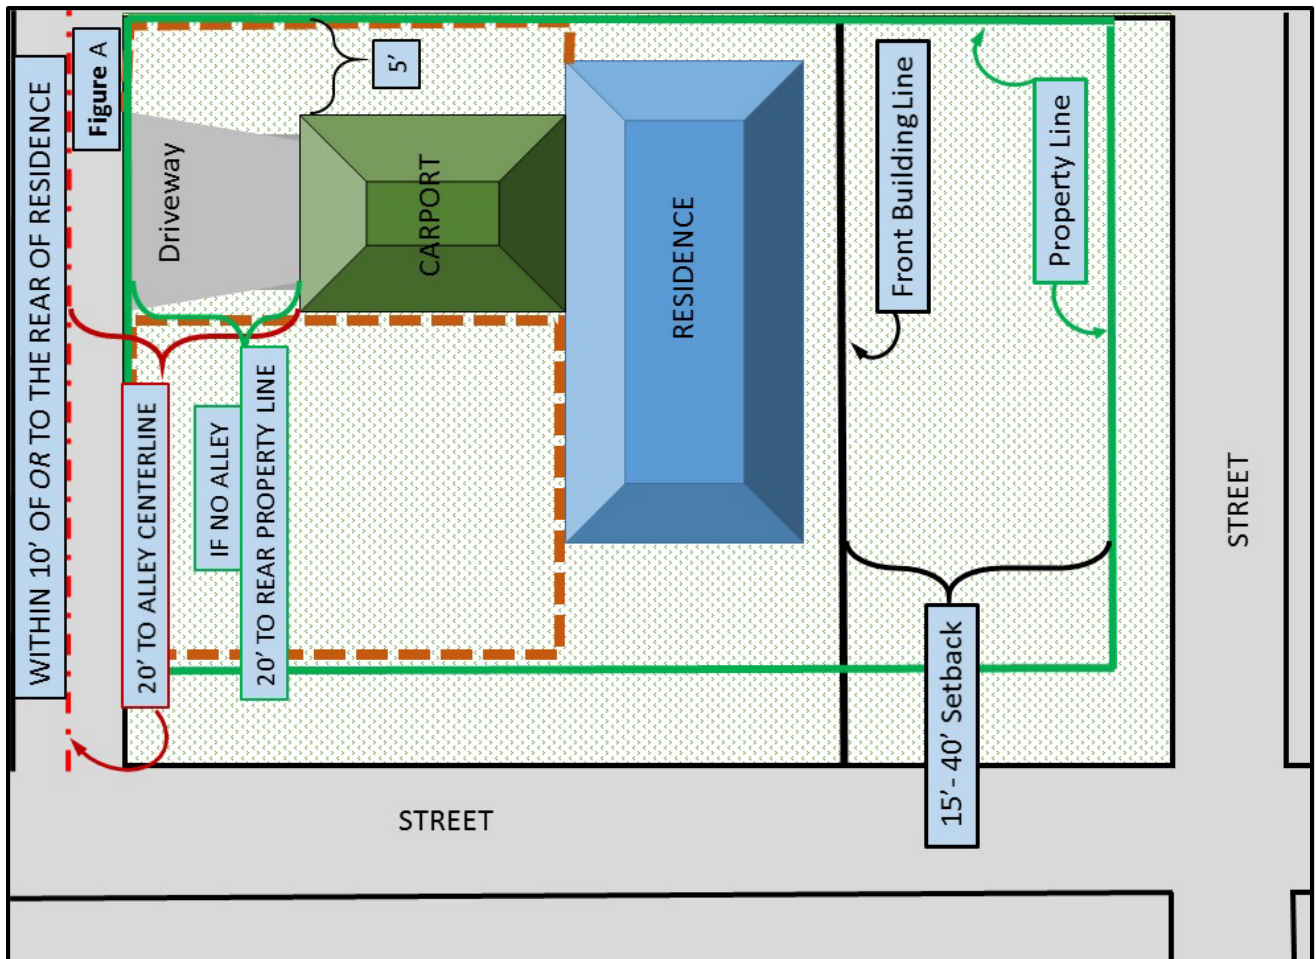 WITHIN 10' OF OR TO THE REAR OF RESIDENCE
Figure A
5'
Driveway
CARPORT
RESIDENCE
Front Building Line
Property Line
20' TO ALLEY CENTERLINE
IF NO ALLEY
20' TO REAR PROPERTY LINE
15'- 40' Setback
STREET
STREET